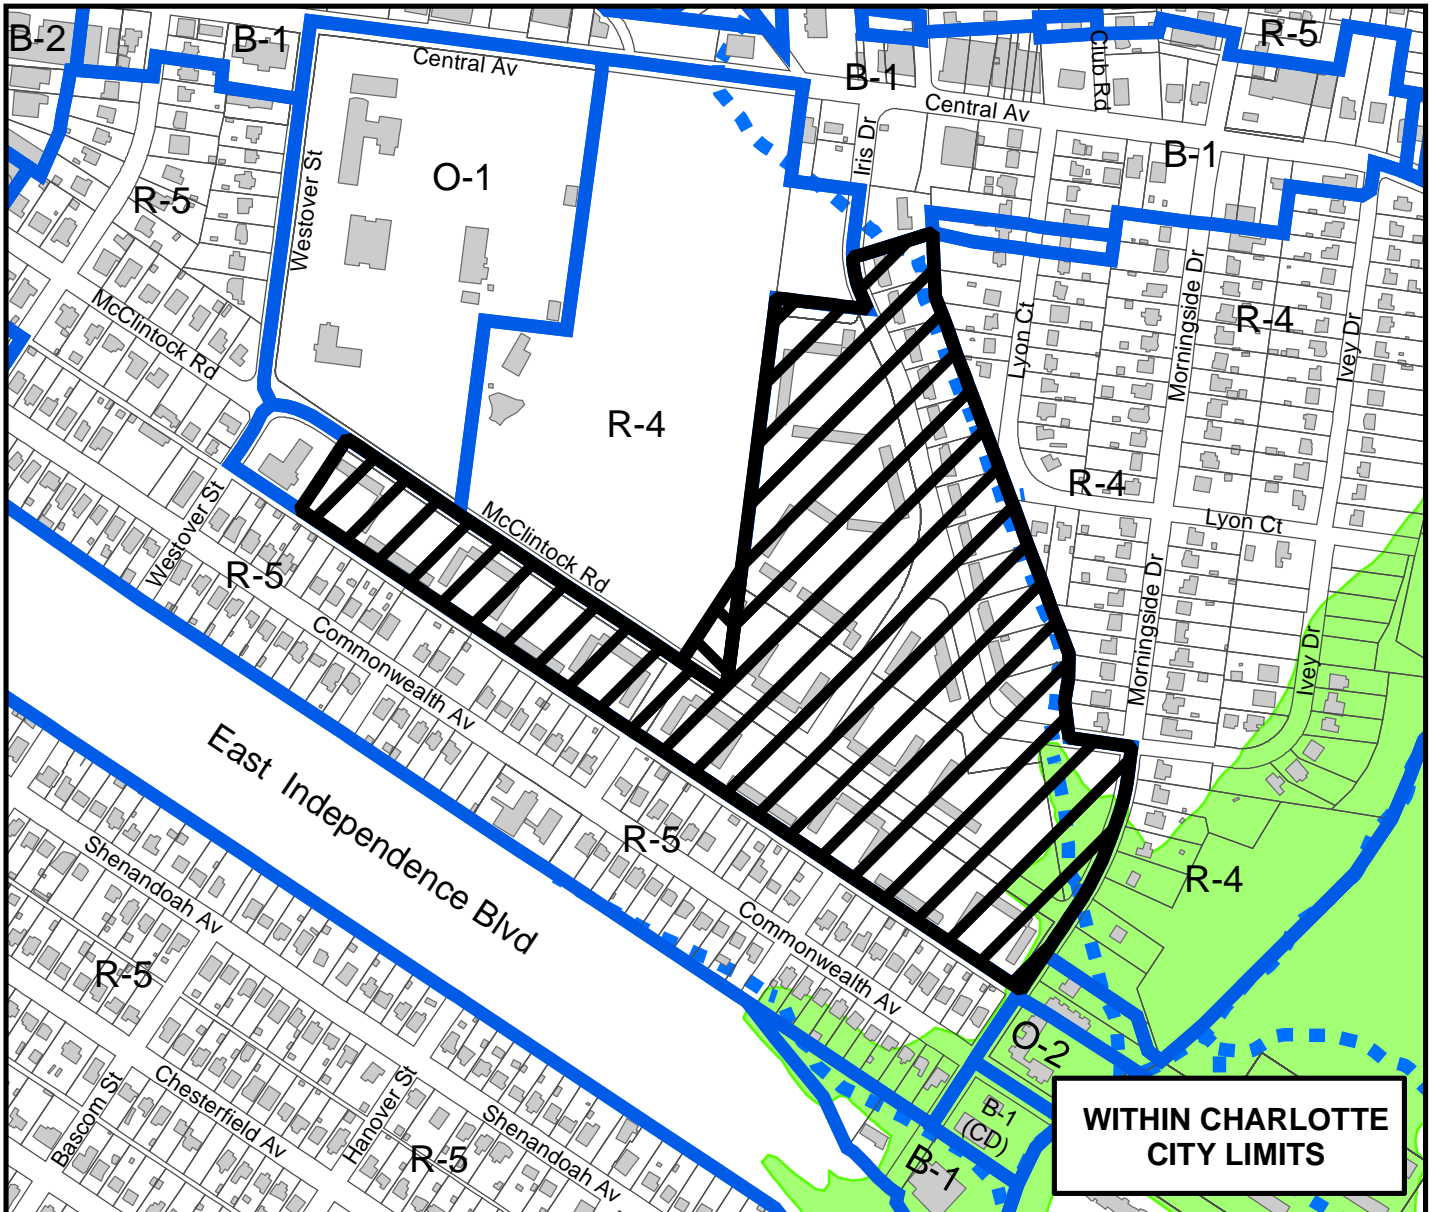 B-2
B-1
R-5
Central Av
B-1
Club Rd
Central Av
Iris Dr
B-1
O-1
R-5
Westover St
McClintock Rd
Lyon Ct
Morningside Dr
R-4
Ivey Dr
R-4
R-4
Westover St
McClintock Rd
Lyon Ct
R-5
Morningside Dr
Ivey Dr
Commonwealth Av
East Independence Blvd
R-5
R-4
Shenandoah Av
Commonwealth Av
R-5
O-2
Bascom St
Chesterfield Av
Hanover St
Shenandoah Av
R-5
B-1
(CD)
B-1
WITHIN CHARLOTTE
CITY LIMITS